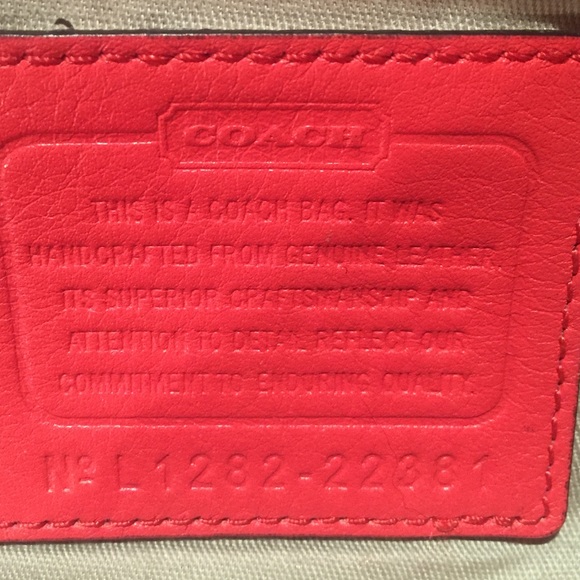 COACH
THIS IS A COACH BAG. IT WAS
HANDCRAFTED FROM GENUINE LEATHER.
ITS SUPERIOR CRAFTSMANSHIP AND
ATTENTION TO DETAIL REFLECT OUR
COMMITMENT TO ENDURING QUALITY.
Nº L1282-22381